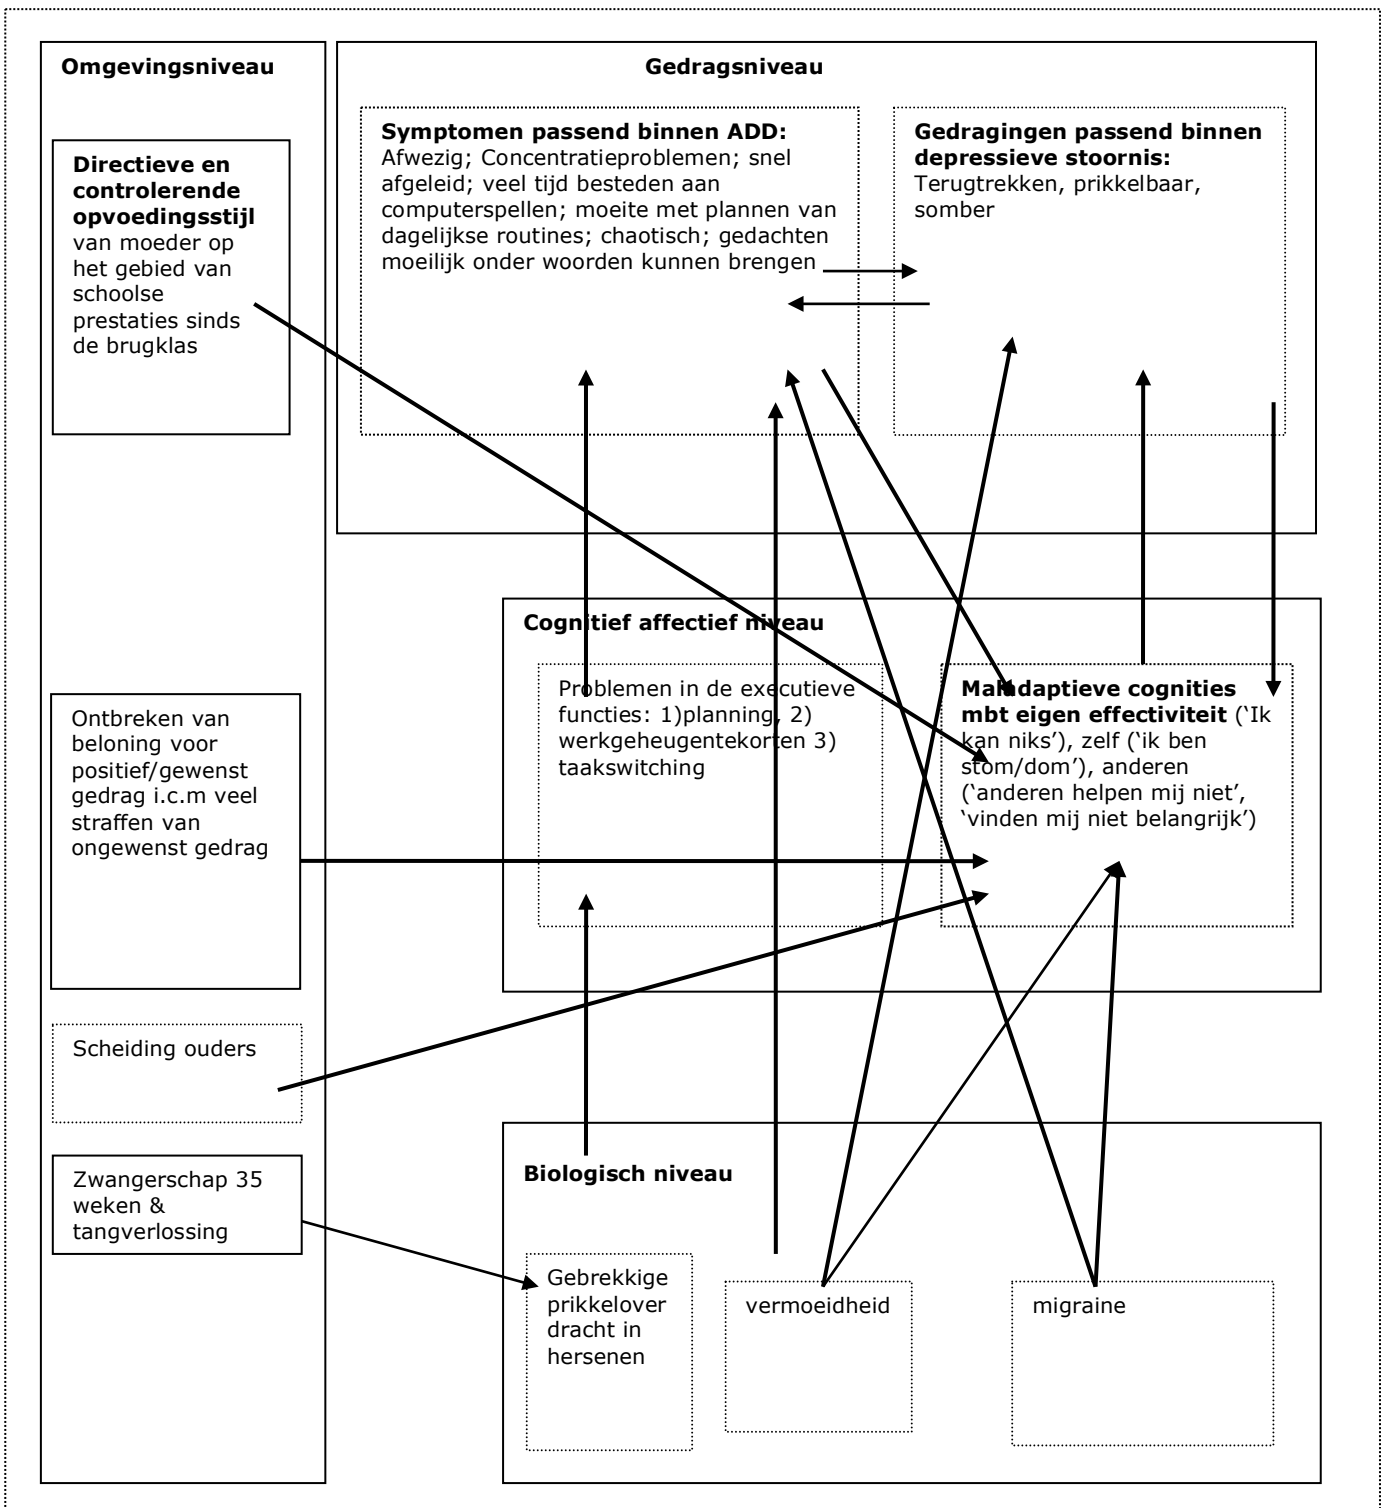 Omgevingsniveau
Directieve en
controlerende
opvoedingsstijl
van moeder op
het gebied van
schoolse
prestaties sinds
de brugklas
Ontbreken van
beloning voor
positief/gewenst
gedrag i.c.m veel
straffen van
ongewenst gedrag
Scheiding ouders
Zwangerschap 35
weken &
tangverlossing
Gedragsniveau
Symptomen passend binnen ADD:
Afwezig; Concentratieproblemen; snel
afgeleid; veel tijd besteden aan
computerspellen; moeite met plannen van
dagelijkse routines; chaotisch; gedachten
moeilijk onder woorden kunnen brengen
Gedragingen passend binnen
depressieve stoornis:
Terugtrekken, prikkelbaar,
somber
Cognitief affectief niveau
Problemen in de executieve
functies: 1)planning, 2)
werkgeheugentekorten 3)
taakswitching
Maladaptieve cognities
mbt eigen effectiviteit (‘Ik
kan niks’), zelf (‘ik ben
stom/dom’), anderen
(‘anderen helpen mij niet’,
‘vinden mij niet belangrijk’)
Biologisch niveau
Gebrekkige
prikkelover
dracht in
hersenen
vermoeidheid
migraine